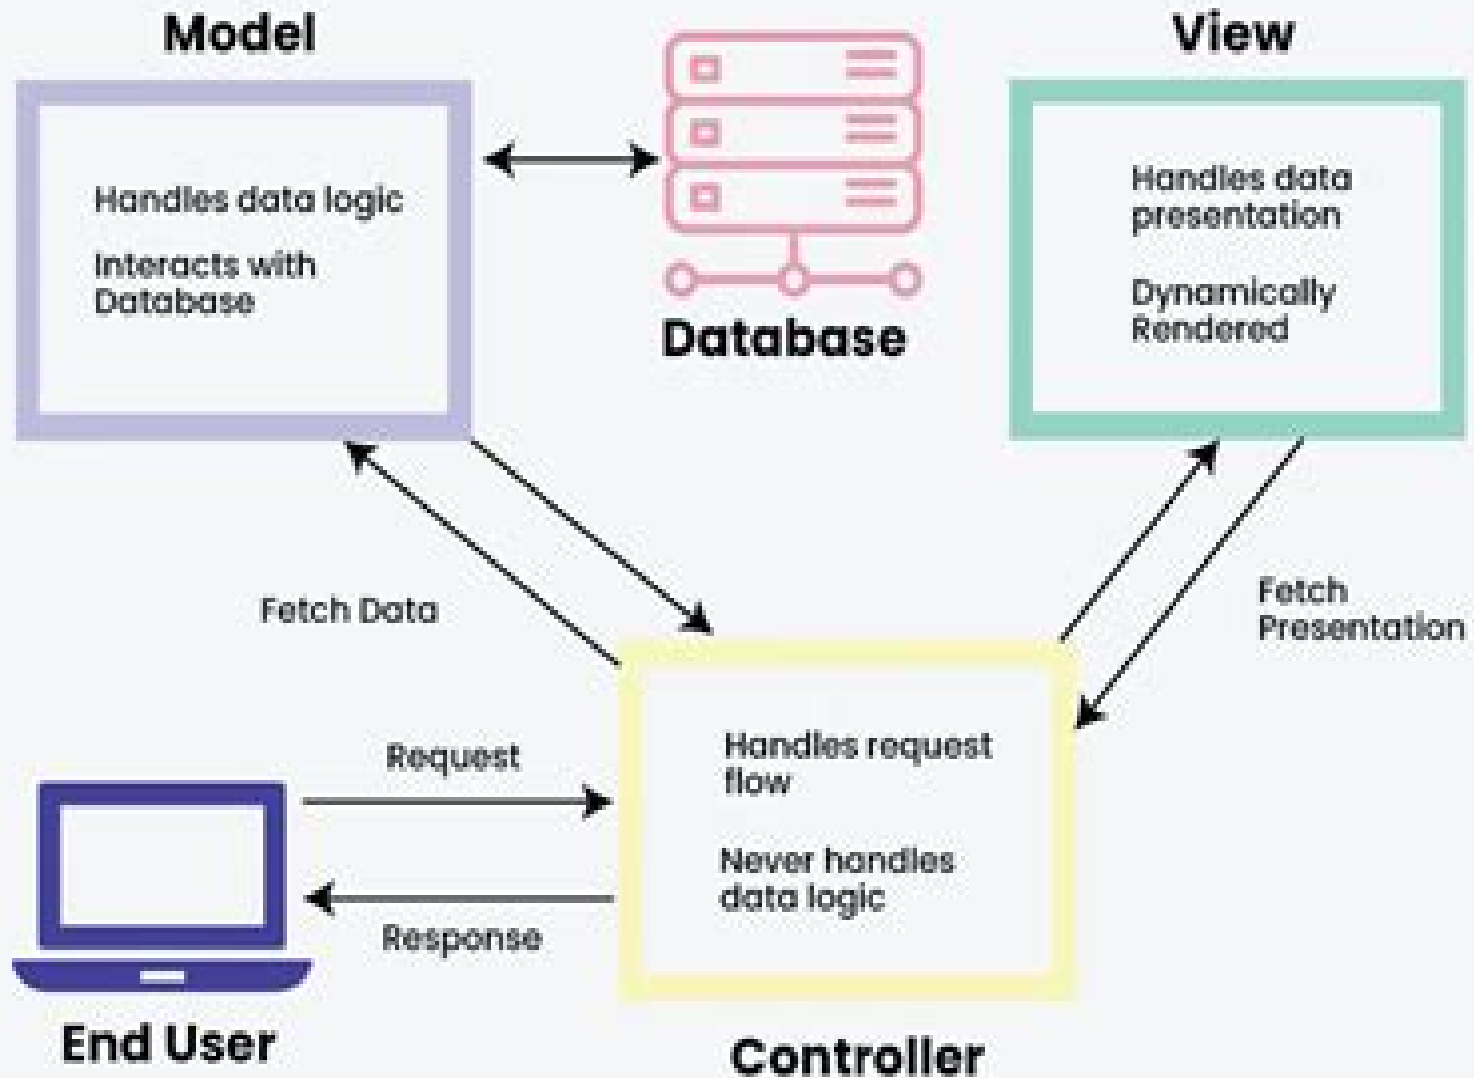 Model
View
Handles data logic
Interacts with
Database
Database
Handles data
presentation
Dynamically
Rendered
Fetch Data
Fetch
Presentation
Request
Response
Handles request
flow
Never handles
data logic
End User
Controller